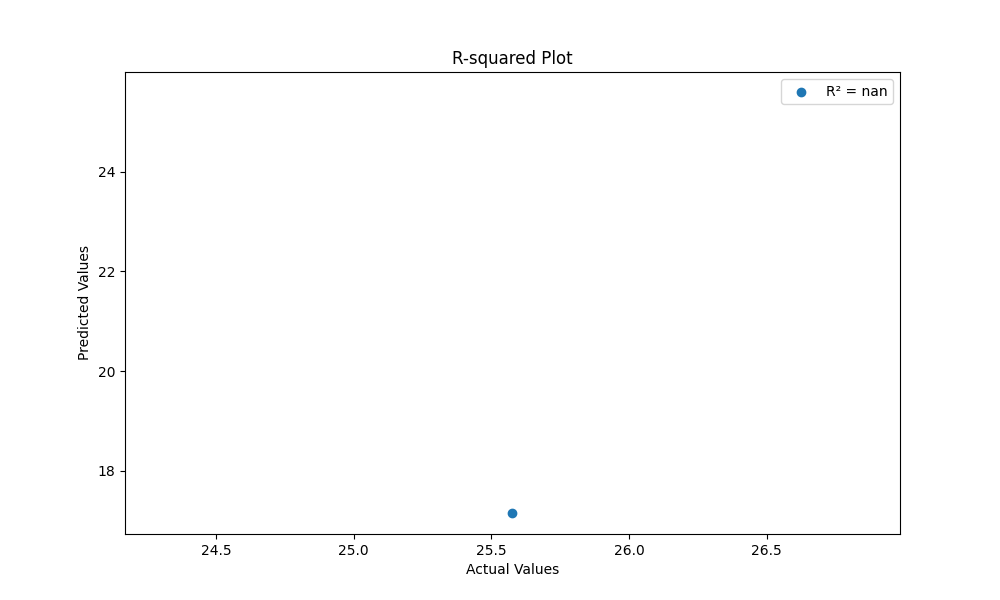 R-squared Plot
R² = nan
Predicted Values
24
22
20
18
24.5 25.0 25.5 26.0 26.5
Actual Values